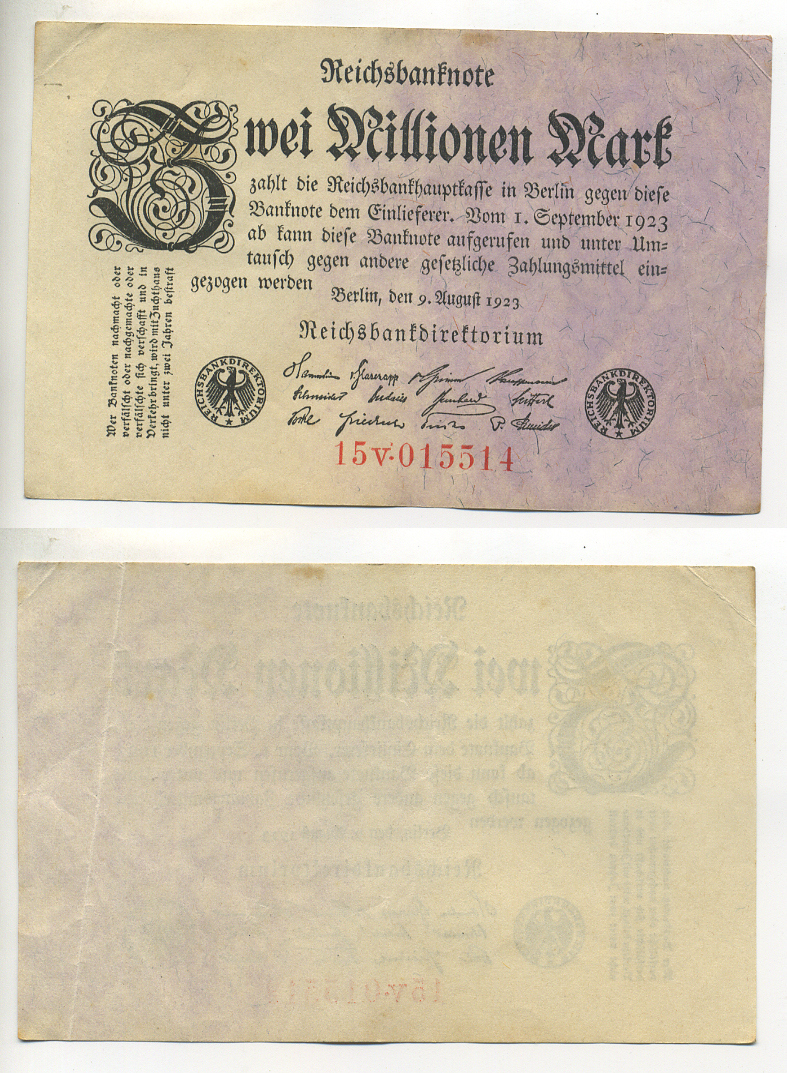 Reichsbanknote
Zwei Millionen Mark
zahlt die Reichsbankhauptkasse in Berlin gegen diese
Banknote dem Einlieferer. Vom 1. September 1923
ab kann diese Banknote aufgerufen und unter Um-
tausch gegen andere gesetzliche Zahlungsmittel ein-
gezogen werden
Berlin, den 9. August 1923
Reichsbankdirektorium
Wer Banknoten nachmacht oder
verfälscht oder nachgemachte oder
verfälschte sich verschafft und in
Verkehr bringt, wird mit Zuchthaus
nicht unter zwei Jahren bestraft
REICHSBANKDIREKTORIUM
REICHSBANKDIREKTORIUM
15V·015514